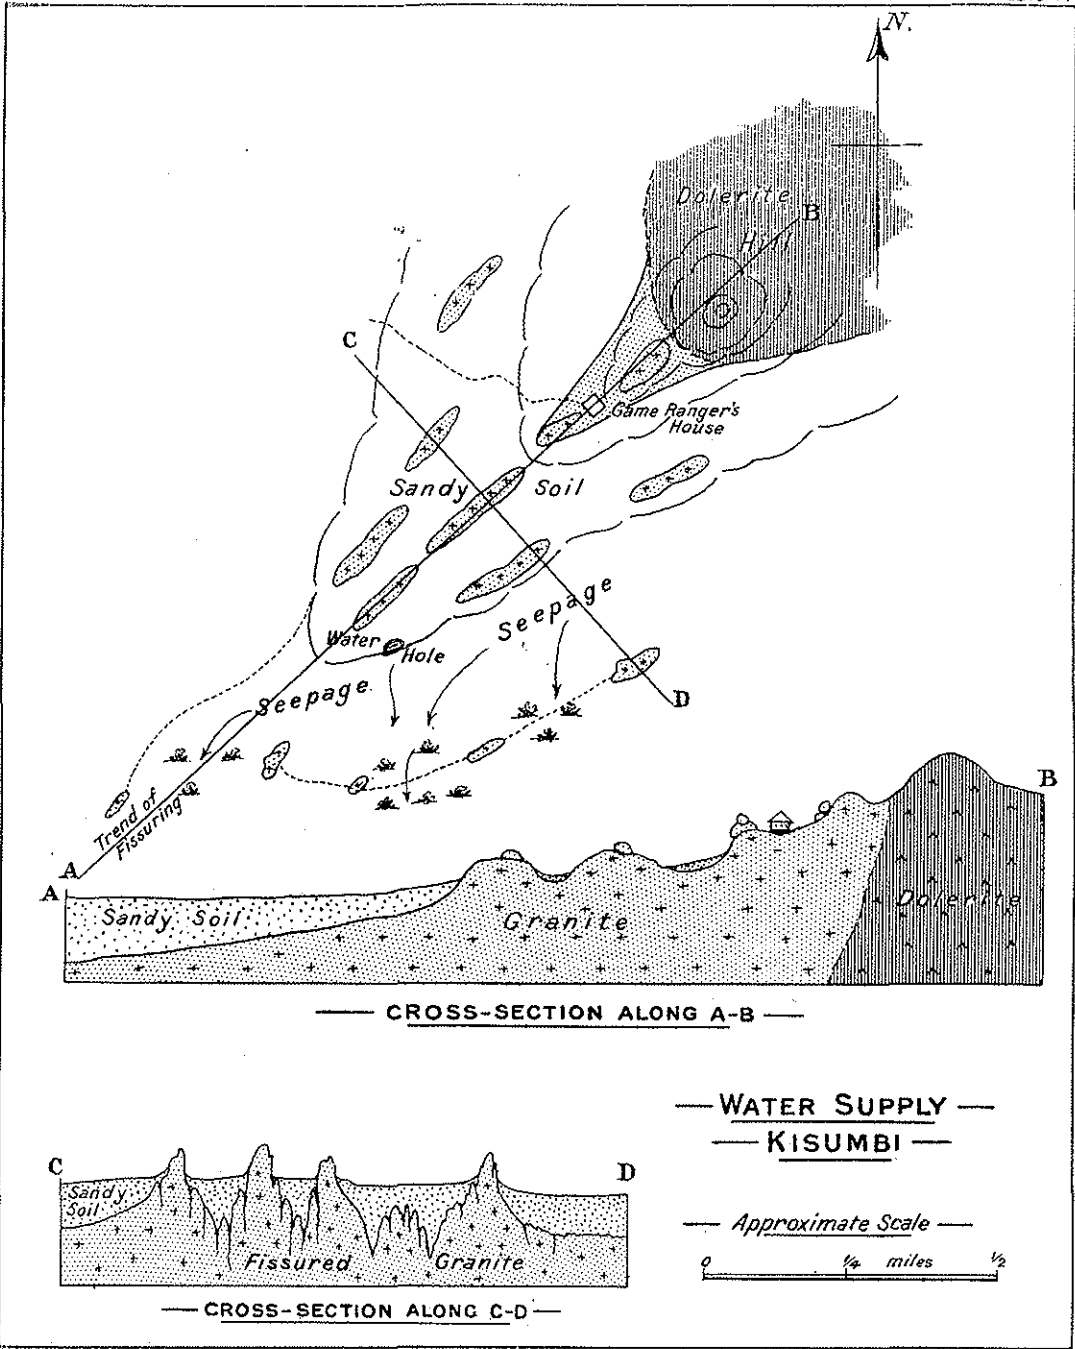 N.
Dolerite
B
Hill
C
Game Ranger's
House
Sandy Soil
Seepage
Water
Hole
Seepage
D
Trend of
Fissuring
A
A
B
Sandy Soil
Granite
Dolerite
CROSS-SECTION ALONG A-B
WATER SUPPLY
KISUMBI
C
D
Sandy
Soil
Fissured Granite
Approximate Scale
0 1/4 miles 1/2
CROSS-SECTION ALONG C-D